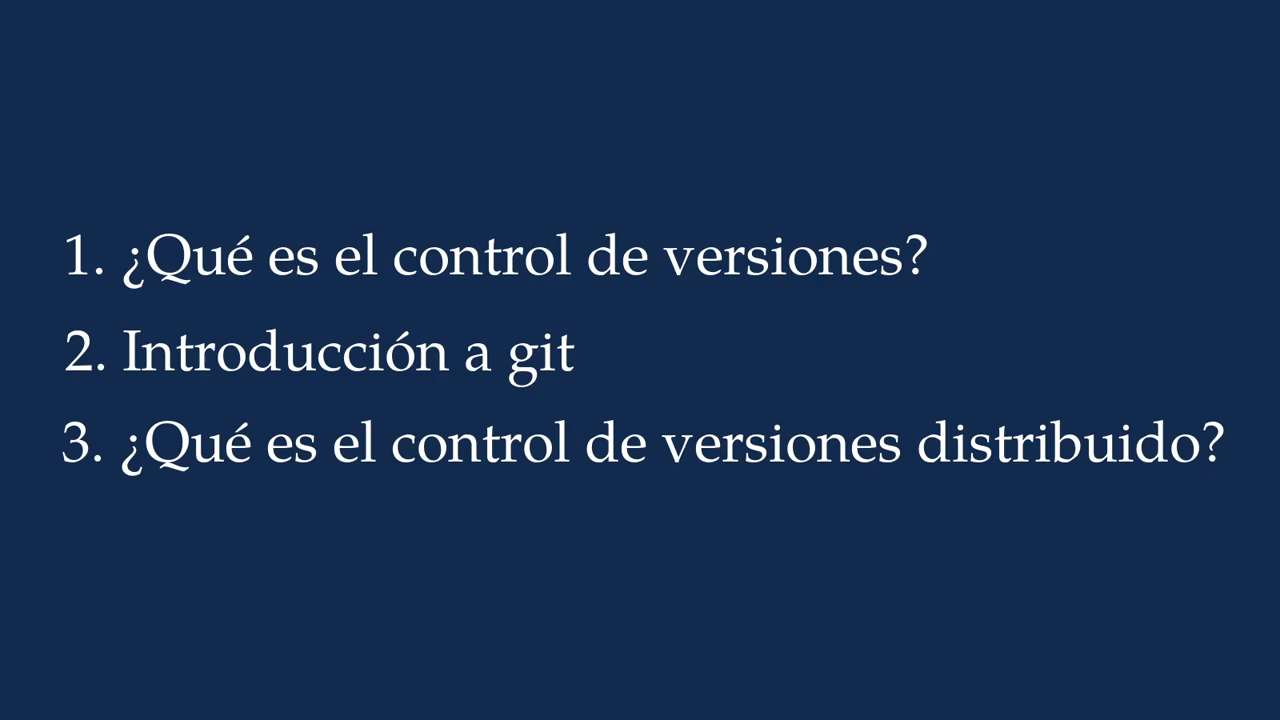 1. ¿Qué es el control de versiones?
2. Introducción a git
3. ¿Qué es el control de versiones distribuido?